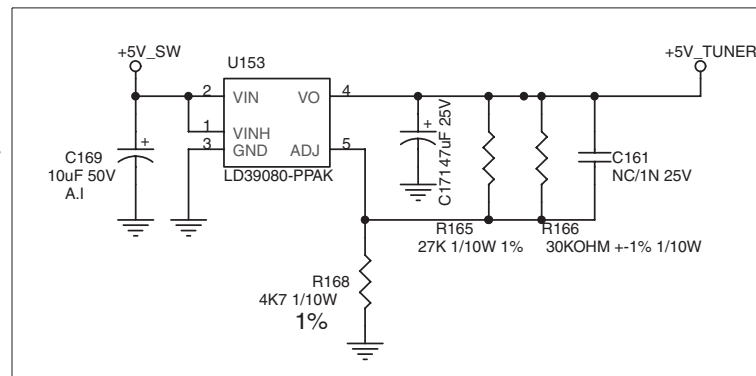 +5V_SW
U153
+5V_TUNER
2 VIN VO 4
1 VINH
3 GND ADJ 5
LD39080-PPAK
C169
10uF 50V
A.I
C171 47uF 25V
C161
NC/1N 25V
R165
27K 1/10W 1%
R166
30KOHM +-1% 1/10W
R168
4K7 1/10W
1%